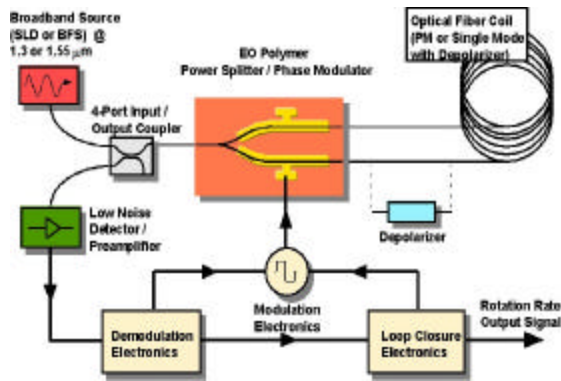 Broadband Source
(SLD or BFS) @
1.3 or 1.55 µm
EO Polymer
Power Splitter / Phase Modulator
Optical Fiber Coil
(PM or Single Mode
with Depolarizer)
4-Port Input /
Output Coupler
Low Noise
Detector /
Preamplifier
Depolarizer
Modulation
Electronics
Demodulation
Electronics
Loop Closure
Electronics
Rotation Rate
Output Signal